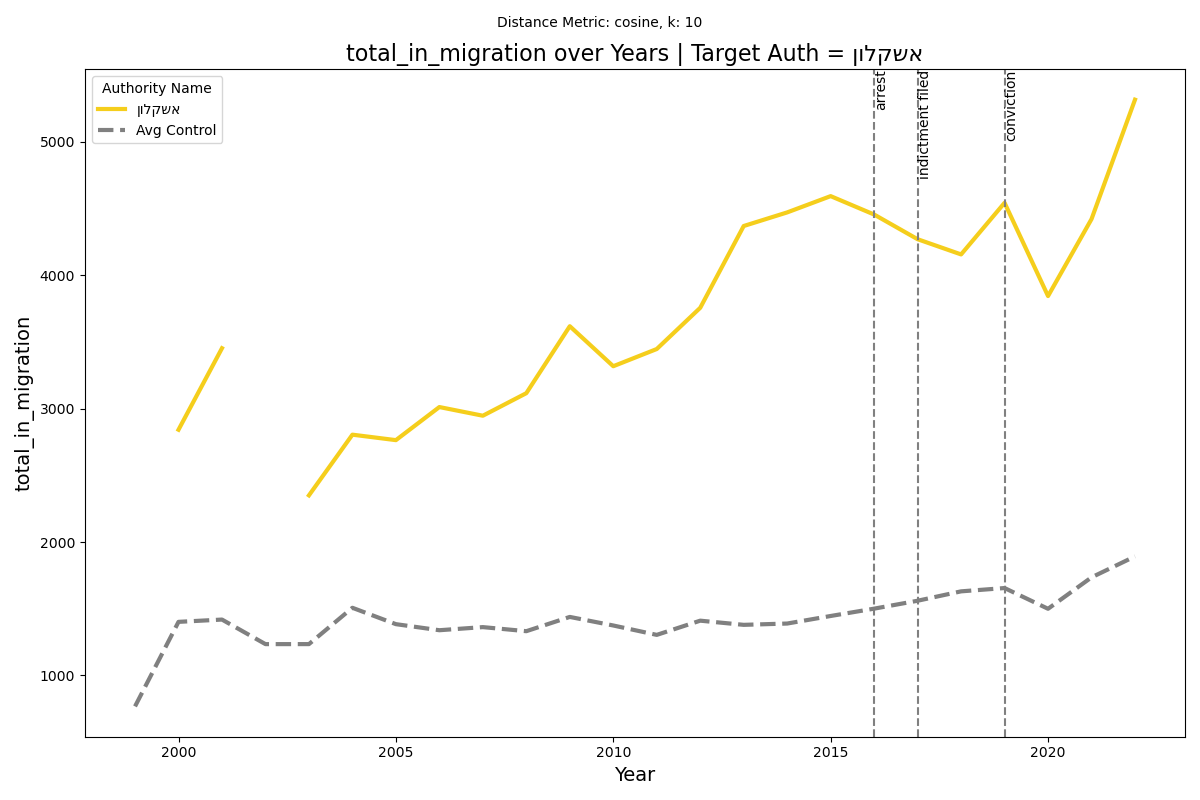 Distance Metric: cosine, k: 10
total_in_migration over Years | Target Auth = אשקלון
Authority Name
אשקלון
Avg Control
arrest
indictment filed
conviction
total_in_migration
5000
4000
3000
2000
1000
2000
2005
2010
2015
2020
Year